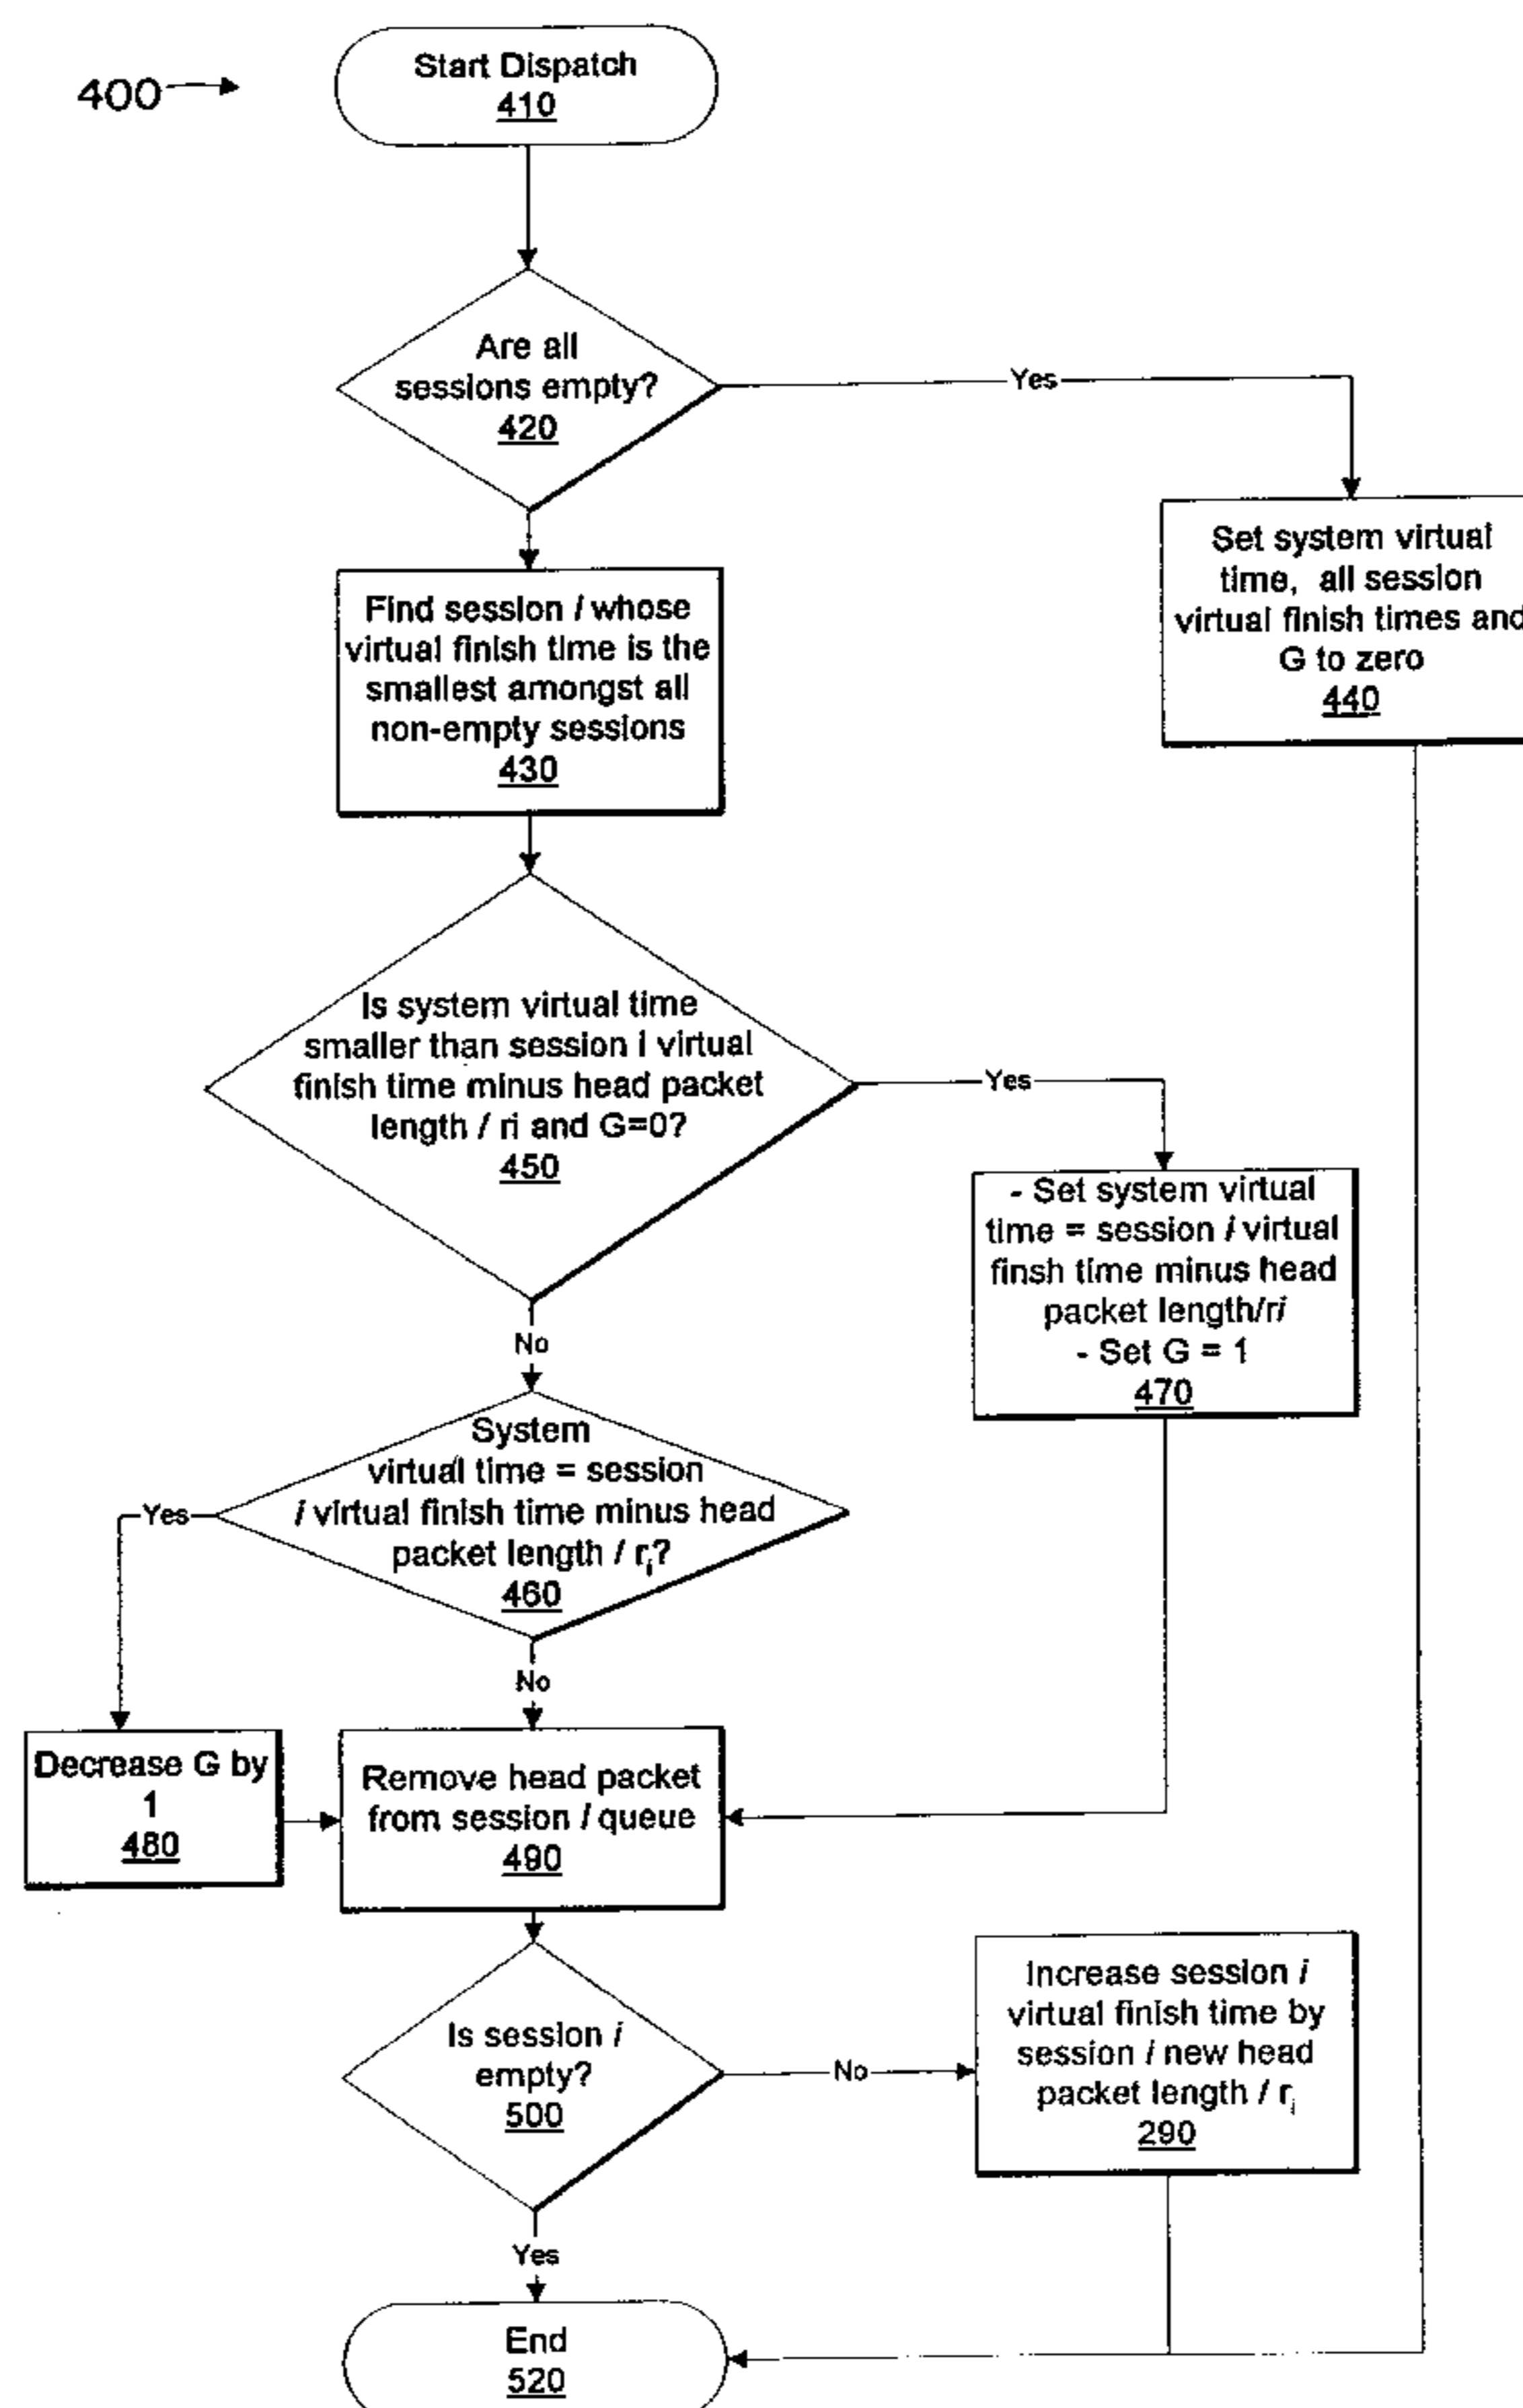 400
Start Dispatch
410
Are all
sessions empty?
420
Yes
Set system virtual
time, all session
virtual finish times and
G to zero
440
Find session i whose
virtual finish time is the
smallest amongst all
non-empty sessions
430
Is system virtual time
smaller than session i virtual
finish time minus head packet
length / ri and G=0?
450
Yes
- Set system virtual
time = session i virtual
finsh time minus head
packet length/ri
- Set G = 1
470
No
System
virtual time = session
i virtual finish time minus head
packet length / ri?
460
Yes
No
Decrease G by
1
480
Remove head packet
from session i queue
490
Is session i
empty?
500
No
Increase session i
virtual finish time by
session i new head
packet length / ri
290
Yes
End
520